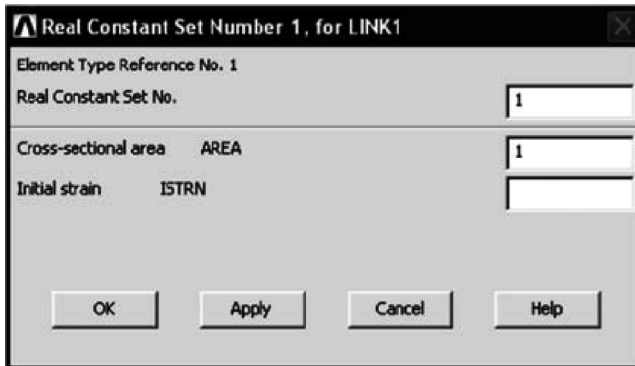 Real Constant Set Number 1, for LINK1
Element Type Reference No. 1
Real Constant Set No. 1
Cross-sectional area AREA 1
Initial strain ISTRN
OK Apply Cancel Help